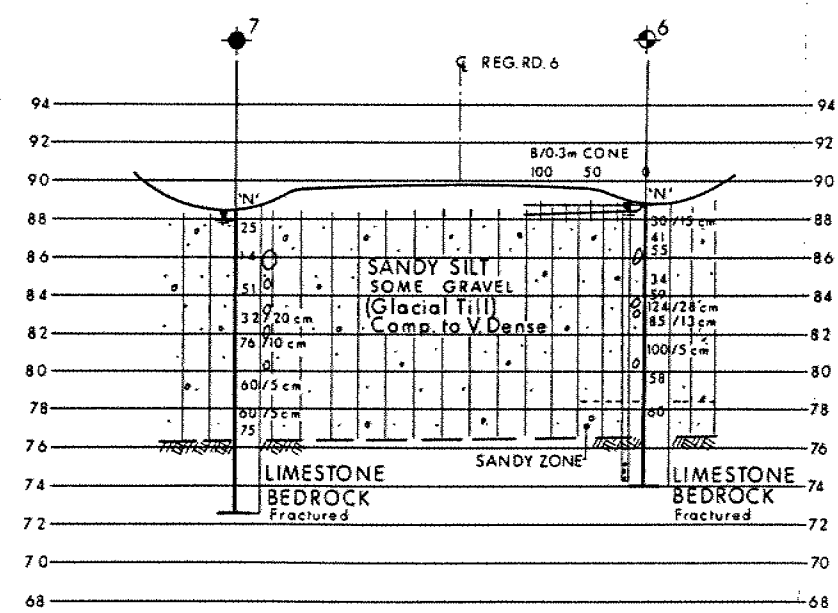 7
6
℄ REG. RD. 6
94
94
92
92
B/0·3m CONE
100 50 0
90
90
'N'
'N'
88
88
25
30/15 cm
41
55
86
86
14
SANDY SILT
SOME GRAVEL
34
51
59
84
84
(Glacial Till)
124/28 cm
32/20 cm
Comp. to V. Dense
85/13 cm
82
82
76/10 cm
100/5 cm
80
80
58
60/5 cm
78
78
60/5 cm
60
75
76
76
SANDY ZONE
LIMESTONE
BEDROCK
Fractured
LIMESTONE
BEDROCK
Fractured
74
74
72
72
70
70
68
68